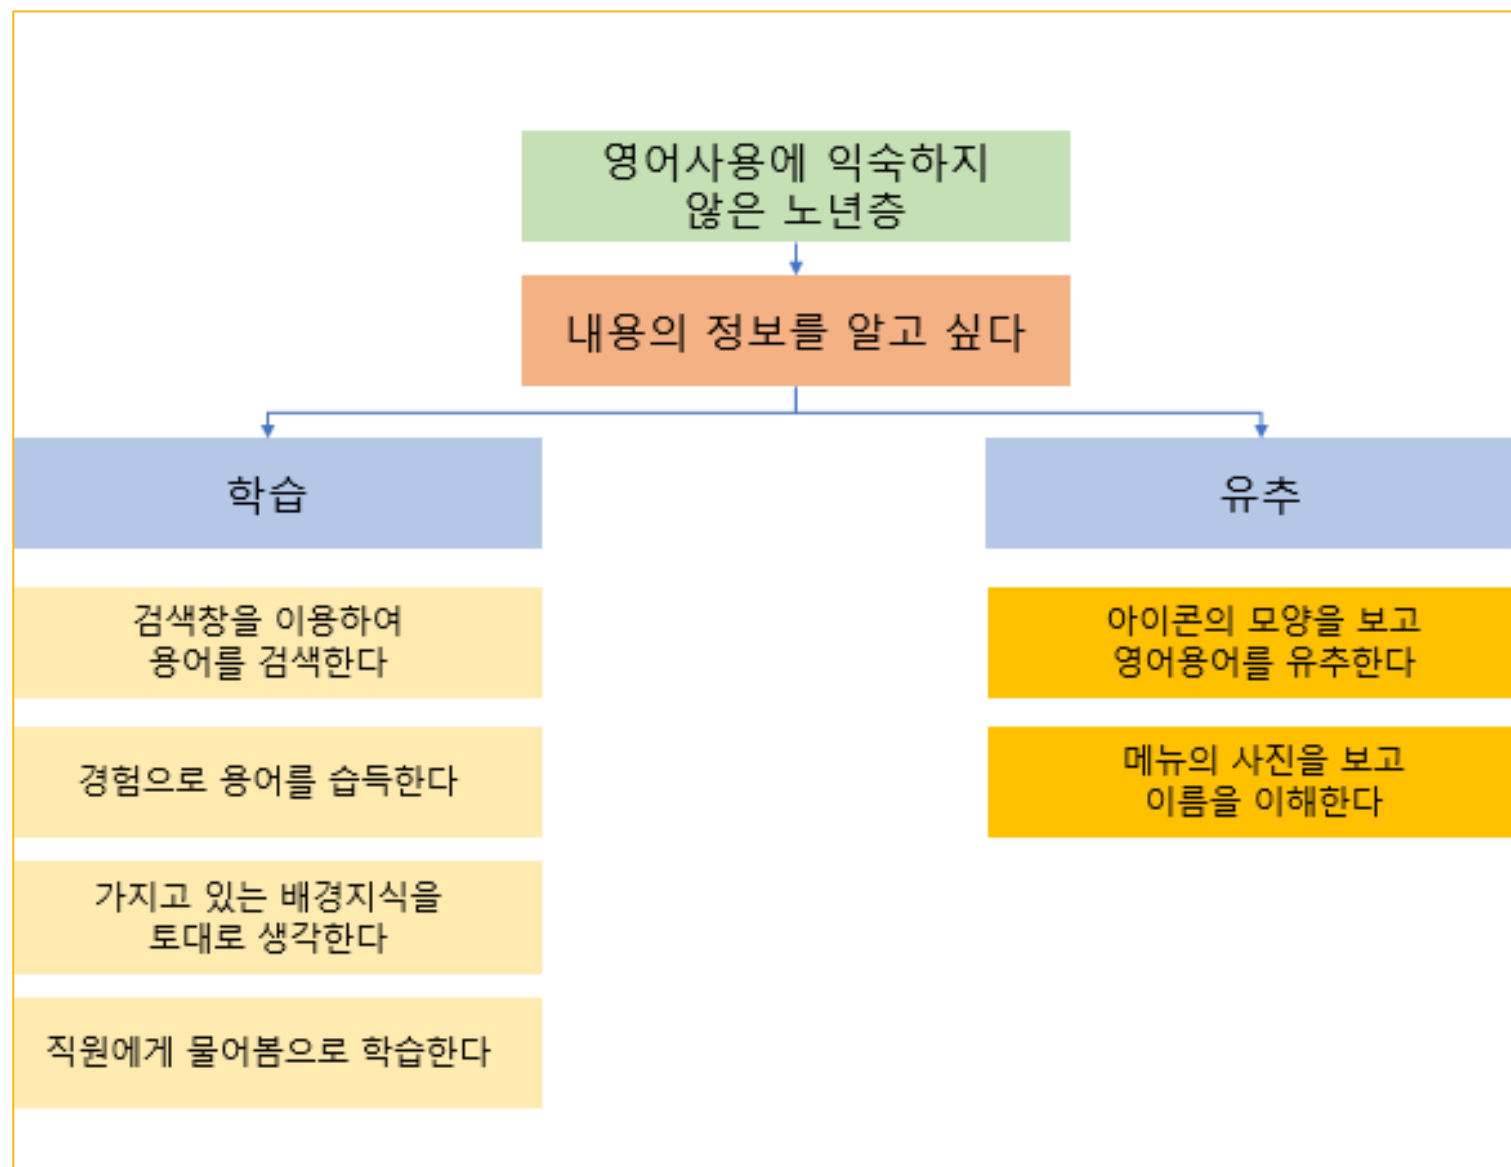 영어사용에 익숙하지
않은 노년층
내용의 정보를 알고 싶다
학습
유추
검색창을 이용하여
용어를 검색한다
경험으로 용어를 습득한다
가지고 있는 배경지식을
토대로 생각한다
직원에게 물어봄으로 학습한다
아이콘의 모양을 보고
영어용어를 유추한다
메뉴의 사진을 보고
이름을 이해한다